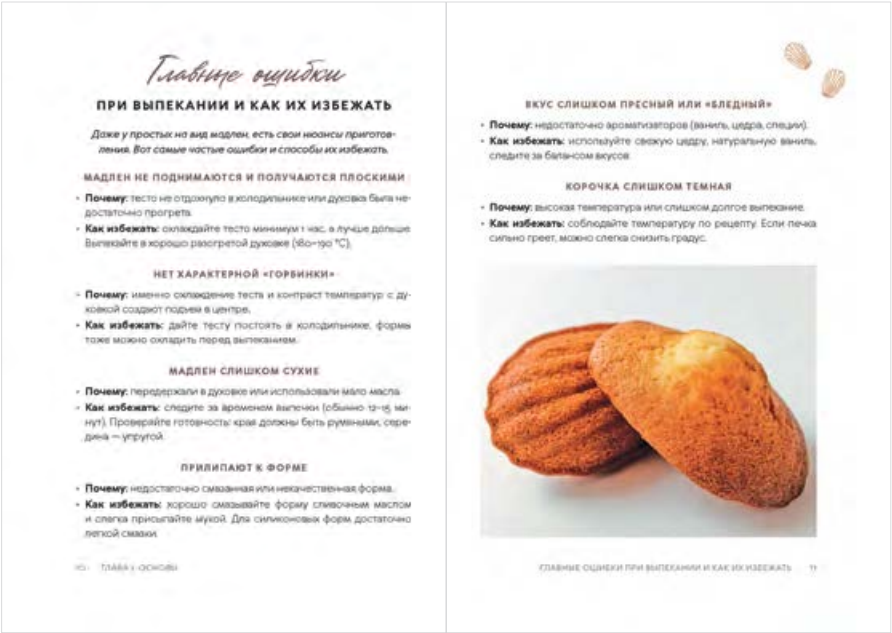 Главные ошибки
ПРИ ВЫПЕКАНИИ И КАК ИХ ИЗБЕЖАТЬ
Даже у простых на вид мадлен, есть свои нюансы приготов-
ления. Вот самые частые ошибки и способы их избежать.
МАДЛЕН НЕ ПОДНИМАЮТСЯ И ПОЛУЧАЮТСЯ ПЛОСКИМИ
• Почему: тесто не отдохнуло в холодильнике или духовка была не-
достаточно прогрета.
• Как избежать: охлаждайте тесто минимум 1 час, а лучше дольше.
Выпекайте в хорошо разогретой духовке (180–190 °C).
НЕТ ХАРАКТЕРНОЙ «ГОРБИНКИ»
• Почему: именно охлаждение теста и контраст температур с ду-
ховкой создают подъем в центре.
• Как избежать: дайте тесту постоять в холодильнике, формы
тоже можно охладить перед выпеканием.
МАДЛЕН СЛИШКОМ СУХИЕ
• Почему: передержали в духовке или использовали мало масла.
• Как избежать: следите за временем выпечки (обычно 12–15 ми-
нут). Проверяйте готовность: края должны быть румяными, сере-
дина — упругой.
ПРИЛИПАЮТ К ФОРМЕ
• Почему: недостаточно смазанная или некачественная форма.
• Как избежать: хорошо смазывайте форму сливочным маслом
и слегка присыпайте мукой. Для силиконовых форм достаточно
легкой смазки.
10 ГЛАВА 1. ОСНОВЫ
ВКУС СЛИШКОМ ПРЕСНЫЙ ИЛИ «БЛЕДНЫЙ»
• Почему: недостаточно ароматизаторов (ваниль, цедра, специи).
• Как избежать: используйте свежую цедру, натуральную ваниль,
следите за балансом вкусов.
КОРОЧКА СЛИШКОМ ТЕМНАЯ
• Почему: высокая температура или слишком долгое выпекание.
• Как избежать: соблюдайте температуру по рецепту. Если печка
сильно греет, можно слегка снизить градус.
ГЛАВНЫЕ ОШИБКИ ПРИ ВЫПЕКАНИИ И КАК ИХ ИЗБЕЖАТЬ 11